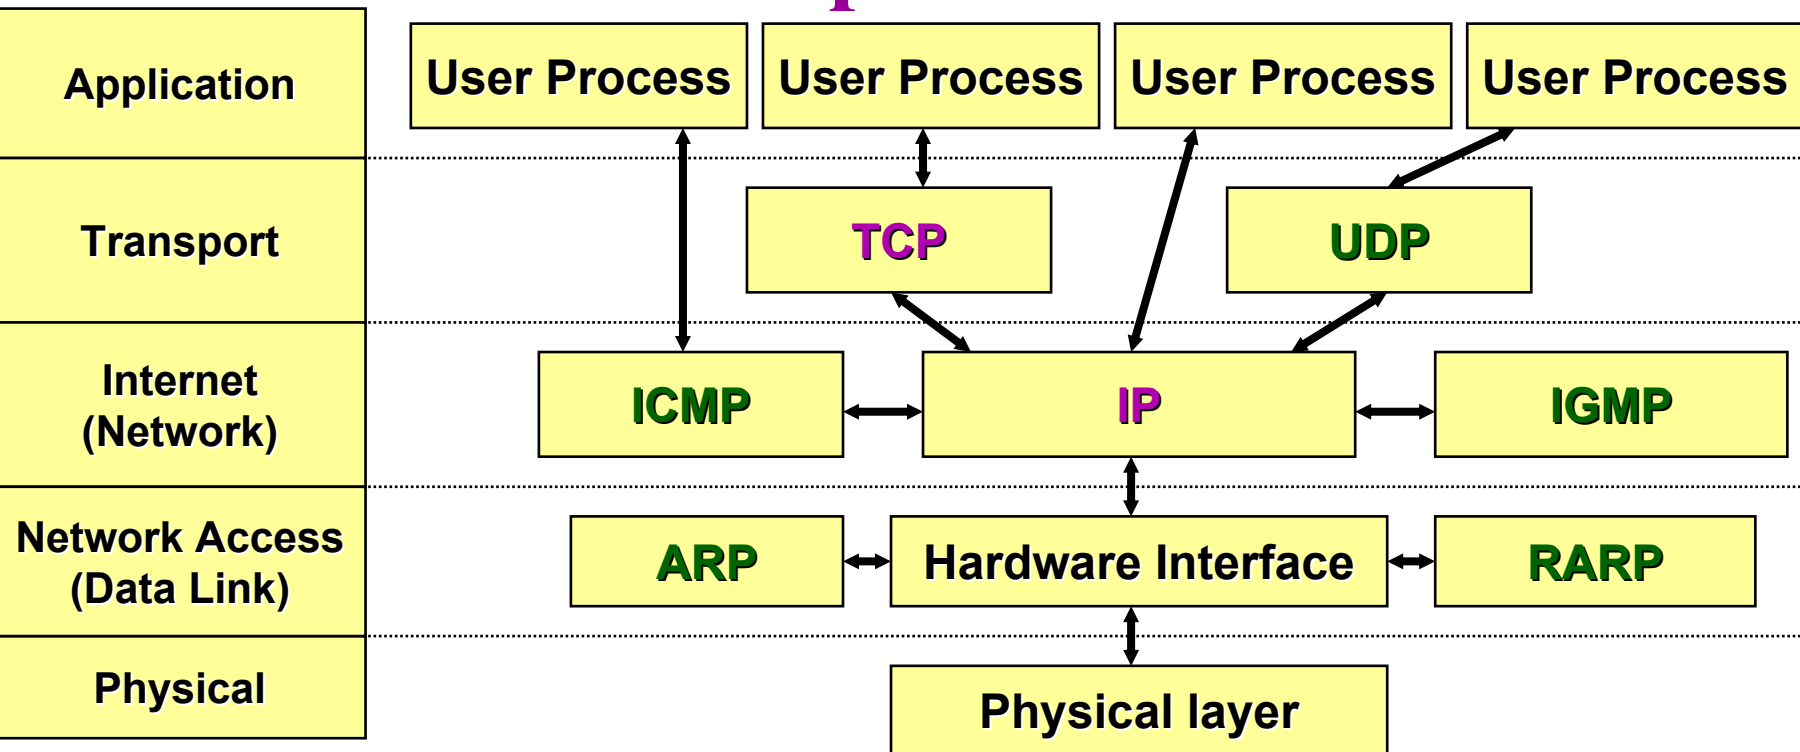 Application
User Process
User Process
User Process
User Process
Transport
TCP
UDP
Internet
(Network)
ICMP
IP
IGMP
Network Access
(Data Link)
ARP
Hardware Interface
RARP
Physical
Physical layer